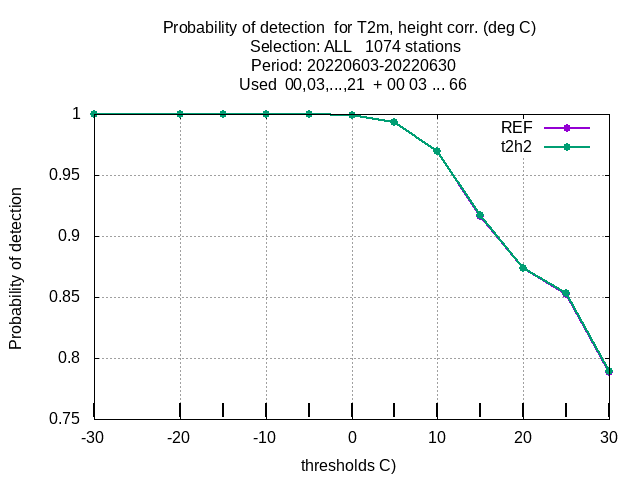 Probability of detection  for T2m, height corr. (deg C)
Selection: ALL   1074 stations
Period: 20220603-20220630
Used  00,03,...,21  + 00 03 ... 66
REF
t2h2
1
0.95
0.9
0.85
0.8
0.75
Probability of detection
-30 -20 -10 0 10 20 30
thresholds C)